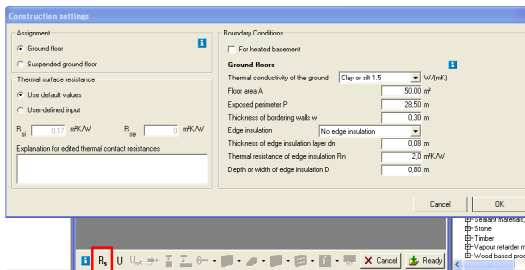 Construction settings
Assignment
Ground floor
Suspended ground floor
Thermal surface resistance
Use default values
User-defined input
Rsi 0,17 m²K/W Rse 0 m²K/W
Explanation for edited thermal contact resistances
Boundary Conditions
For heated basement
Ground floors
Thermal conductivity of the ground Clay or silt 1.5 W/(mK)
Floor area A 50,00 m²
Exposed perimeter P 28,50 m
Thickness of bordering walls w 0,30 m
Edge insulation No edge insulation
Thickness of edge insulation layer dn 0,08 m
Thermal resistance of edge insulation Rn 2,0 m²K/W
Depth or width of edge insulation D 0,80 m
Cancel OK
Sealant materials,
Stone
Timber
Vapour retarder m
Wood based prod
Rs U Cancel Ready